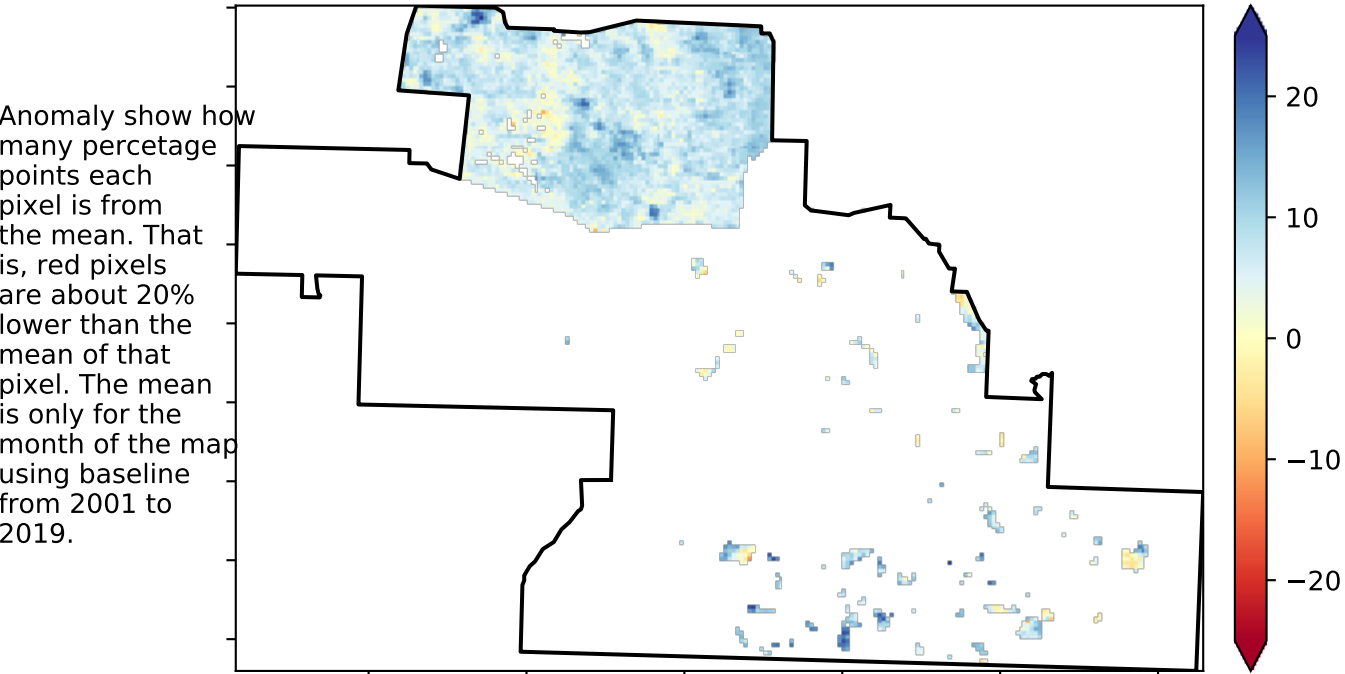 Anomaly show how
many percetage
points each
pixel is from
the mean. That
is, red pixels
are about 20%
lower than the
mean of that
pixel. The mean
is only for the
month of the map
using baseline
from 2001 to
2019.
20
10
0
−10
−20